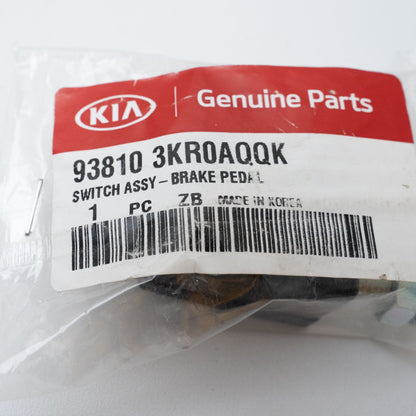 KIA
Genuine Parts
93810 3KR0AQQK
SWITCH ASSY-BRAKE PEDAL
1 PC ZB MADE IN KOREA